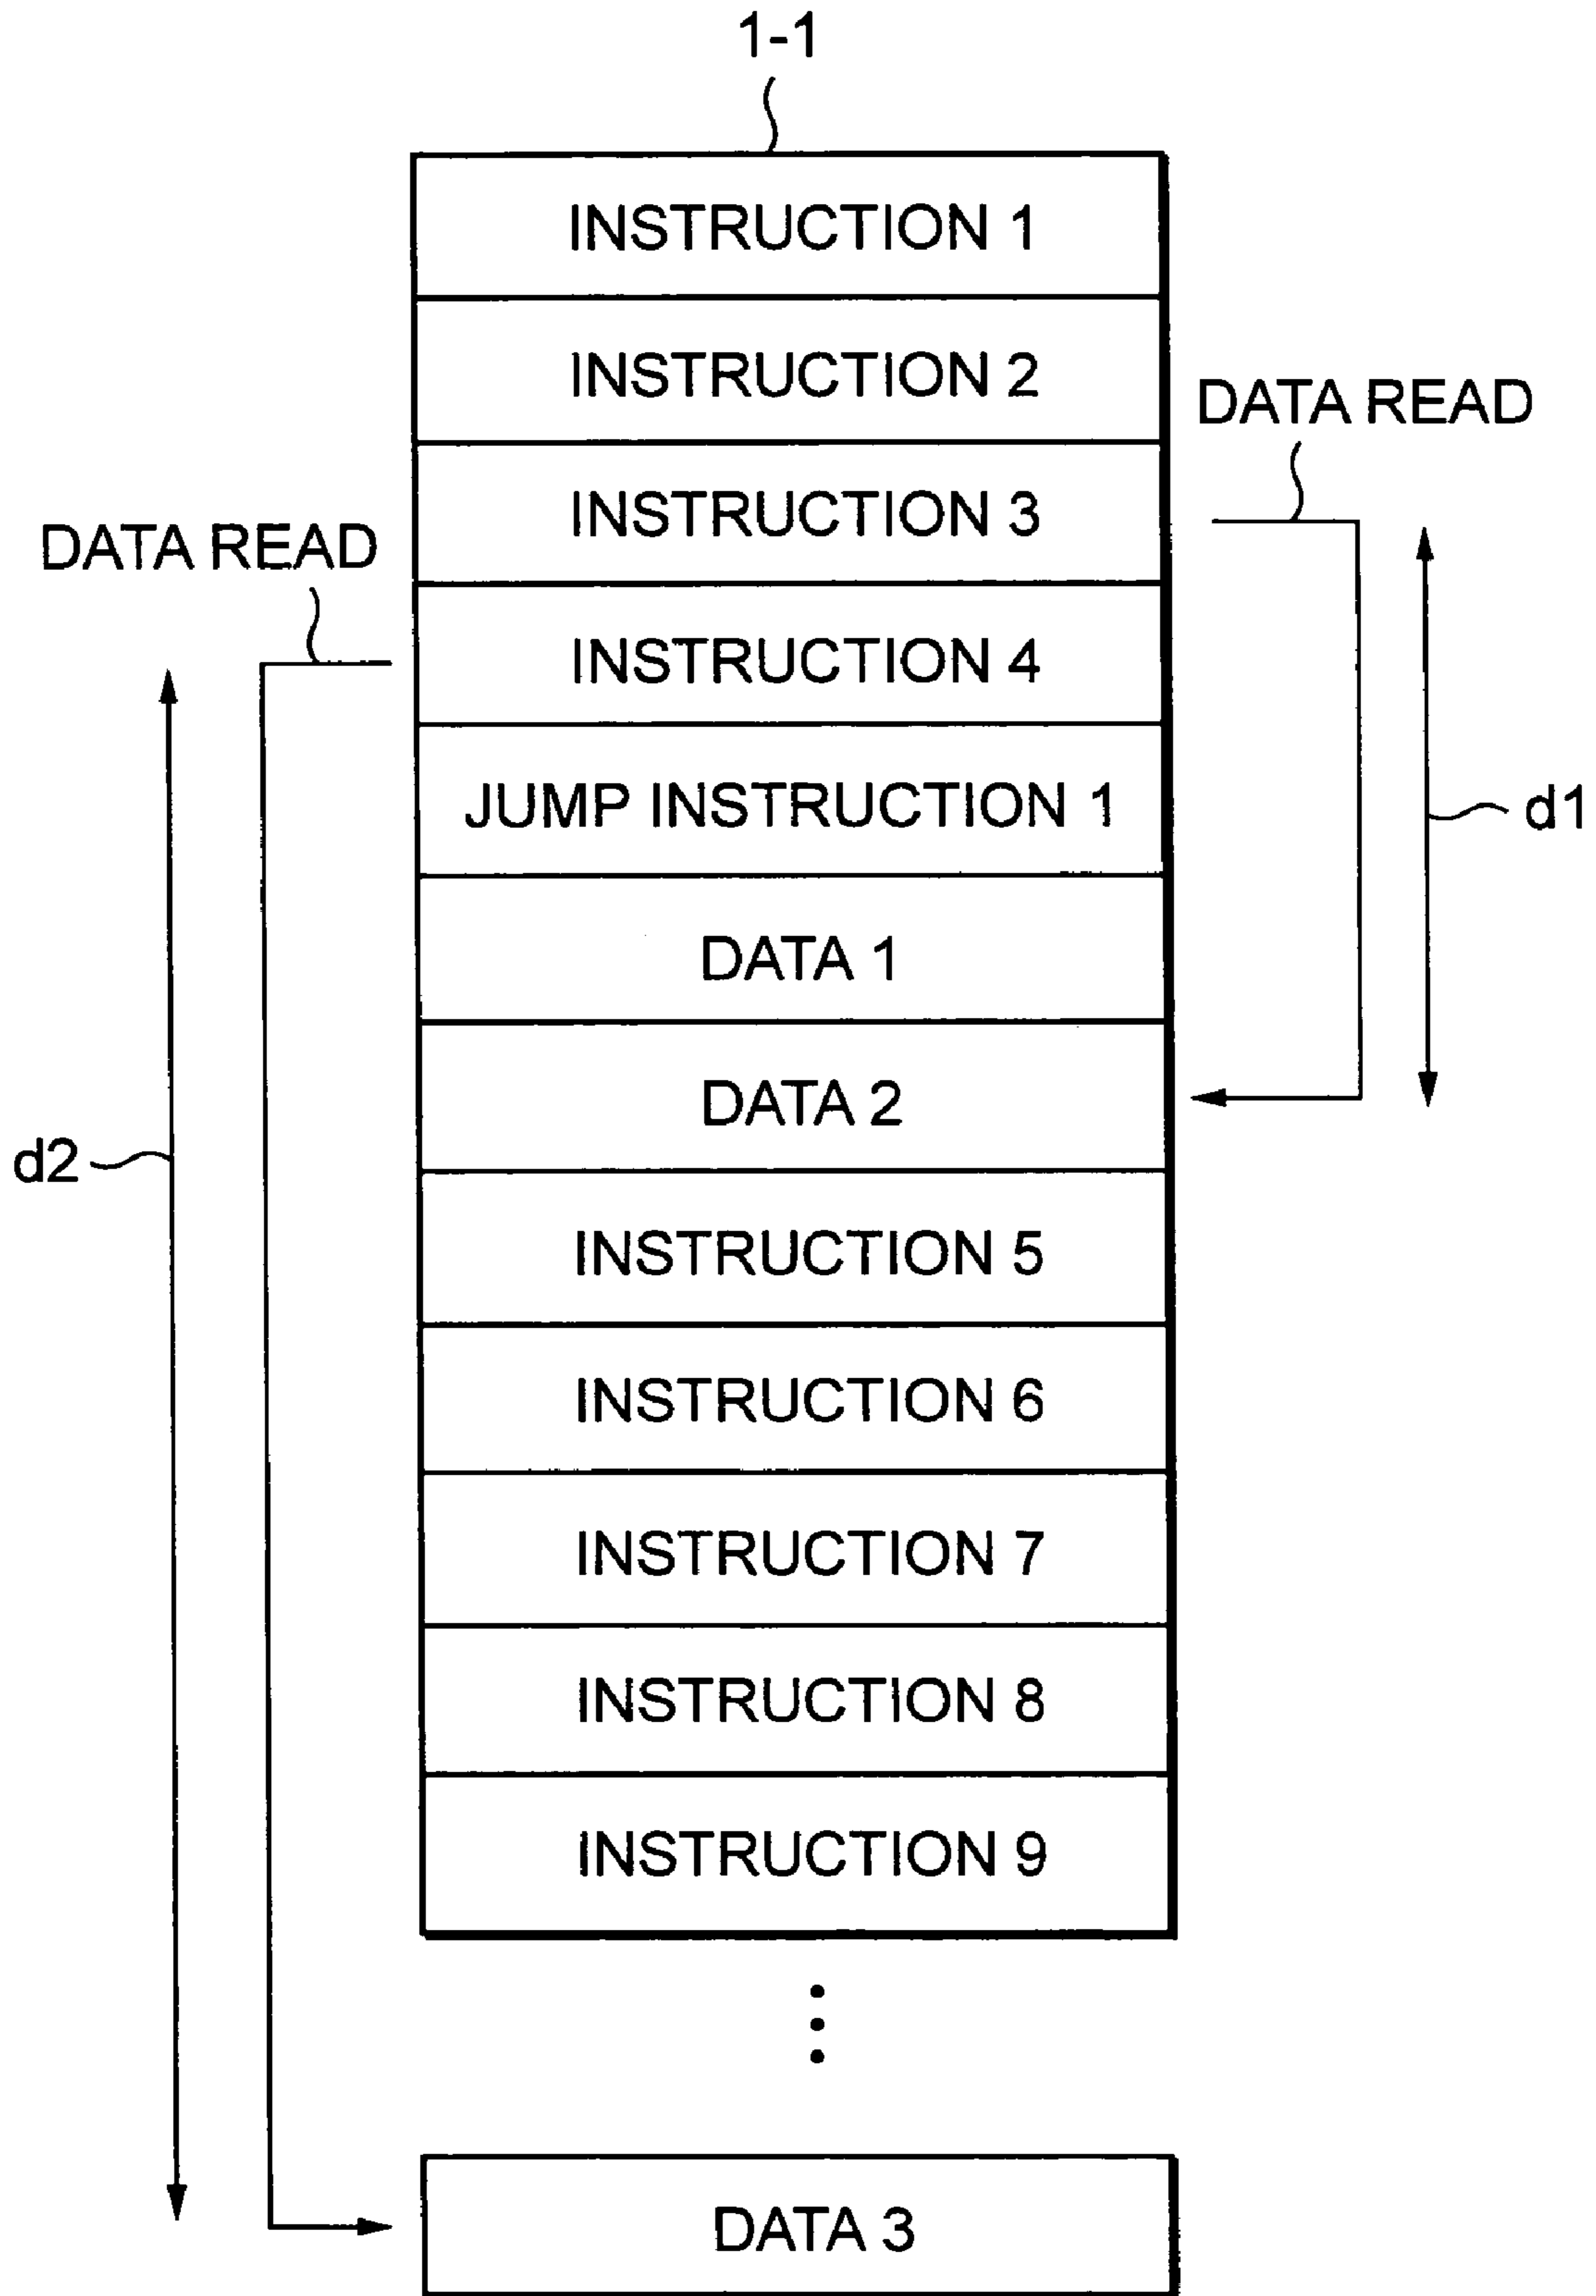 1-1
INSTRUCTION 1
INSTRUCTION 2
DATA READ
INSTRUCTION 3
DATA READ
INSTRUCTION 4
JUMP INSTRUCTION 1
d1
DATA 1
DATA 2
d2
INSTRUCTION 5
INSTRUCTION 6
INSTRUCTION 7
INSTRUCTION 8
INSTRUCTION 9
DATA 3